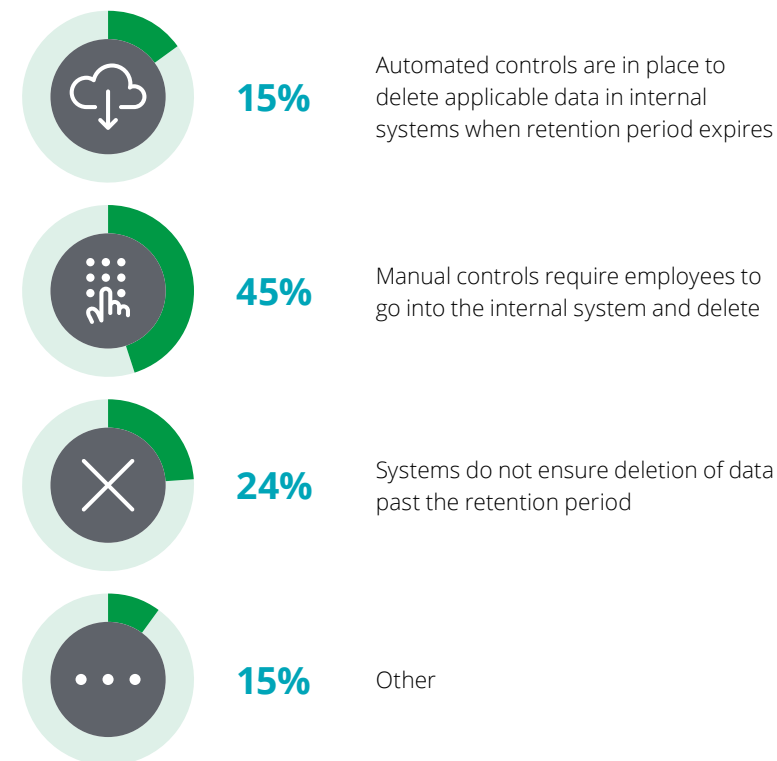 15%
Automated controls are in place to
delete applicable data in internal
systems when retention period expires
45%
Manual controls require employees to
go into the internal system and delete
24%
Systems do not ensure deletion of data
past the retention period
15%
Other